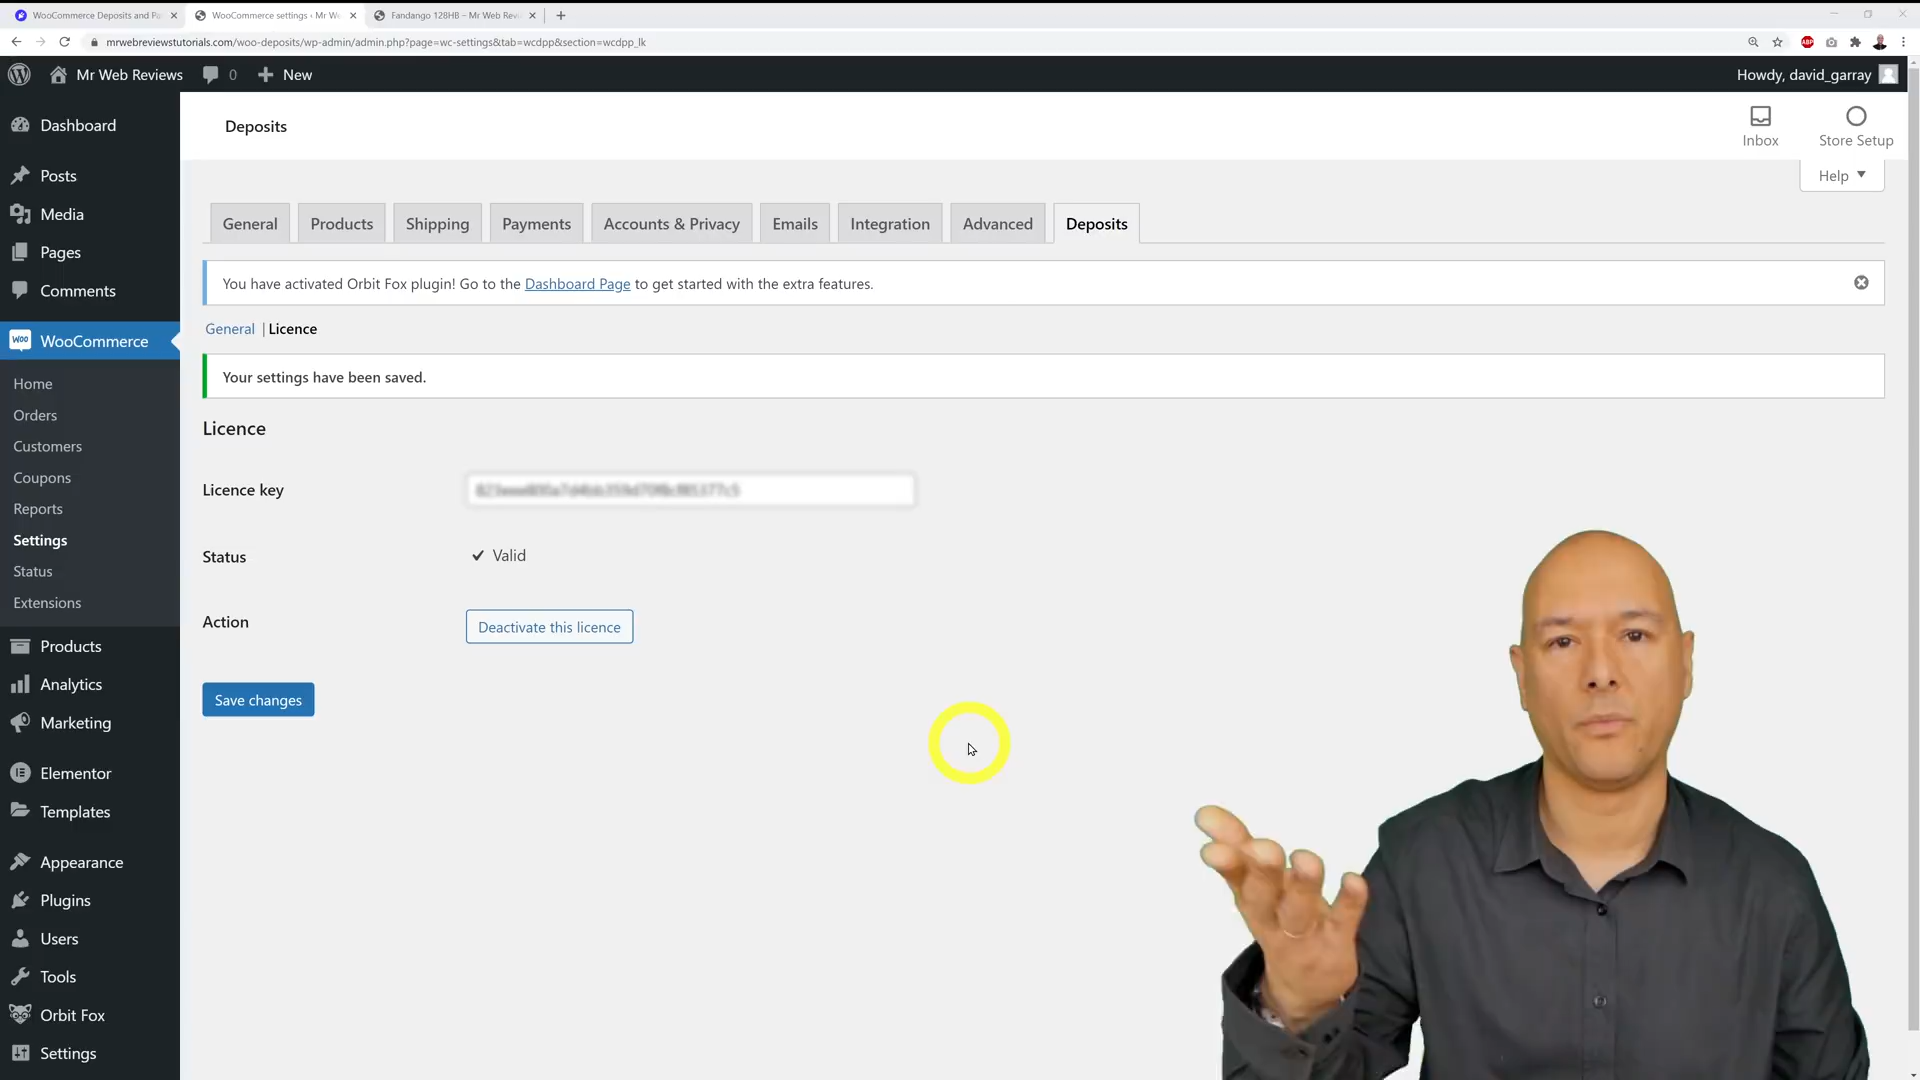 WooCommerce Deposits and Pa
WooCommerce settings ‹ Mr We
Fandango 128HB – Mr Web Revi
mrwebreviewstutorials.com/woo-deposits/wp-admin/admin.php?page=wc-settings&tab=wcdpp&section=wcdpp_lk
ABP
Mr Web Reviews
0
New
Howdy, david_garray
Dashboard
Posts
Media
Pages
Comments
WooCommerce
Home
Orders
Customers
Coupons
Reports
Settings
Status
Extensions
Products
Analytics
Marketing
Elementor
Templates
Appearance
Plugins
Users
Tools
Orbit Fox
Settings
Deposits
Inbox
Store Setup
Help
General
Products
Shipping
Payments
Accounts & Privacy
Emails
Integration
Advanced
Deposits
You have activated Orbit Fox plugin! Go to the Dashboard Page to get started with the extra features.
General | Licence
Your settings have been saved.
Licence
Licence key
Status
Valid
Action
Deactivate this licence
Save changes